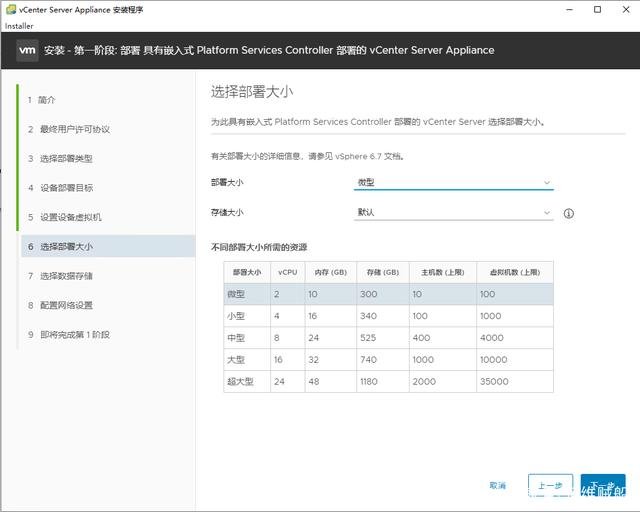 vCenter Server Appliance 安装程序
Installer
vm 安装 - 第一阶段: 部署 具有嵌入式 Platform Services Controller 部署的 vCenter Server Appliance
1 简介
2 最终用户许可协议
3 选择部署类型
4 设备部署目标
5 设置设备虚拟机
6 选择部署大小
7 选择数据存储
8 配置网络设置
9 即将完成第 1 阶段
选择部署大小
为此具有嵌入式 Platform Services Controller 部署的 vCenter Server 选择部署大小。
有关部署大小的详细信息，请参见 vSphere 6.7 文档。
部署大小 微型
存储大小 默认
不同部署大小所需的资源
部署大小 vCPU 内存 (GB) 存储 (GB) 主机数 (上限) 虚拟机数 (上限)
微型 2 10 300 10 100
小型 4 16 340 100 1000
中型 8 24 525 400 4000
大型 16 32 740 1000 10000
超大型 24 48 1180 2000 35000
取消 上一步 下一步